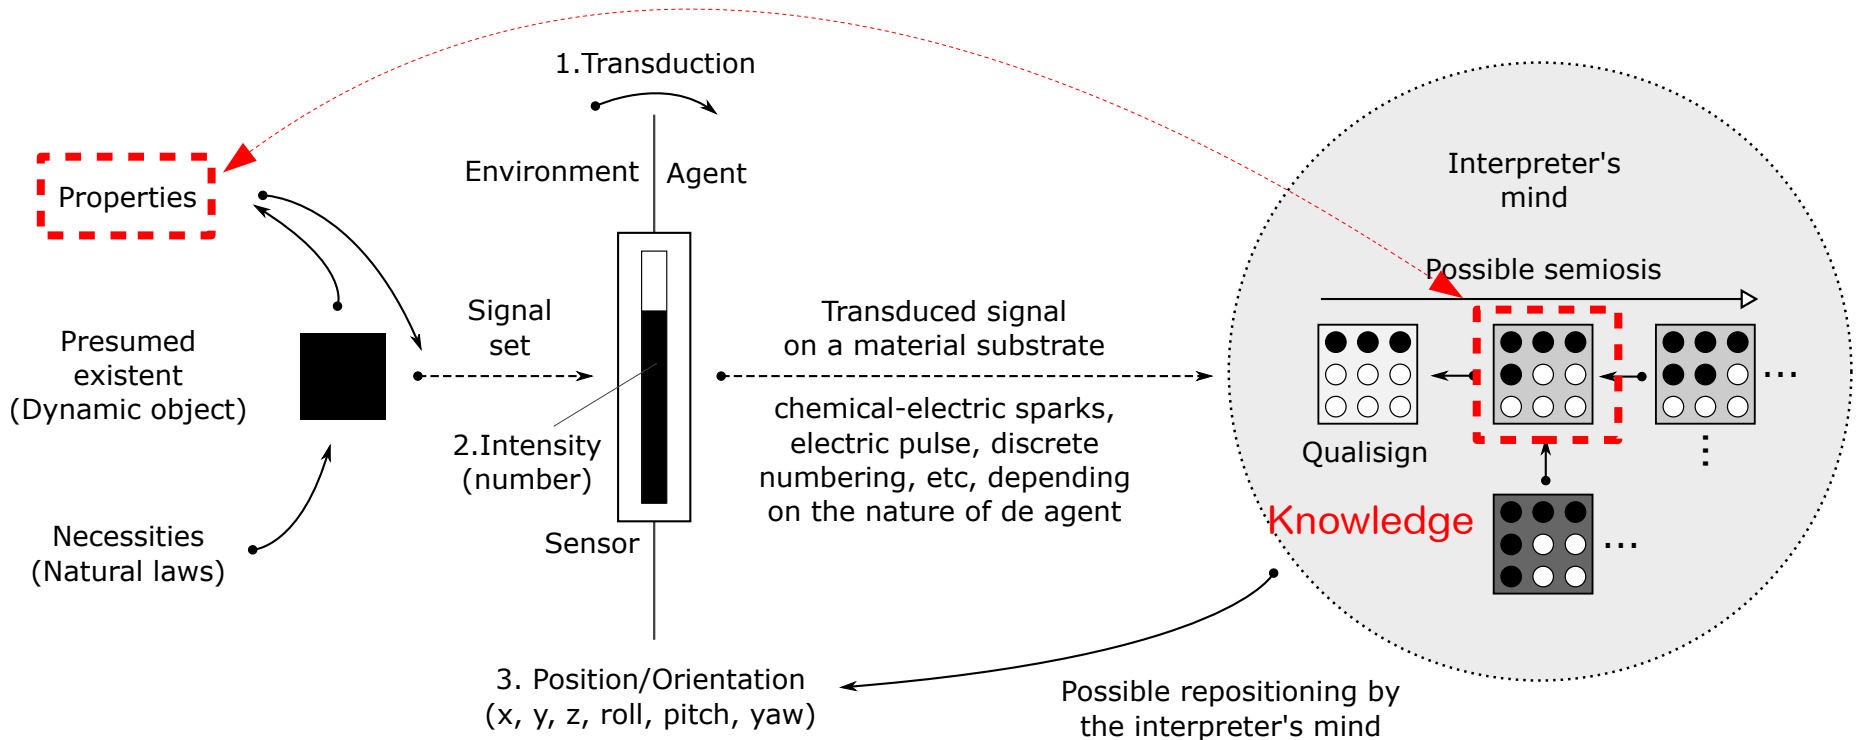 1.Transduction
Environment
Agent
Properties
Interpreter's
mind
Possible semiosis
Signal
set
Transduced signal
on a material substrate
Presumed
existent
(Dynamic object)
chemical-electric sparks,
electric pulse, discrete
numbering, etc, depending
on the nature of de agent
2.Intensity
(number)
Qualisign
...
...
Knowledge
...
Necessities
(Natural laws)
Sensor
3. Position/Orientation
(x, y, z, roll, pitch, yaw)
Possible repositioning by
the interpreter's mind